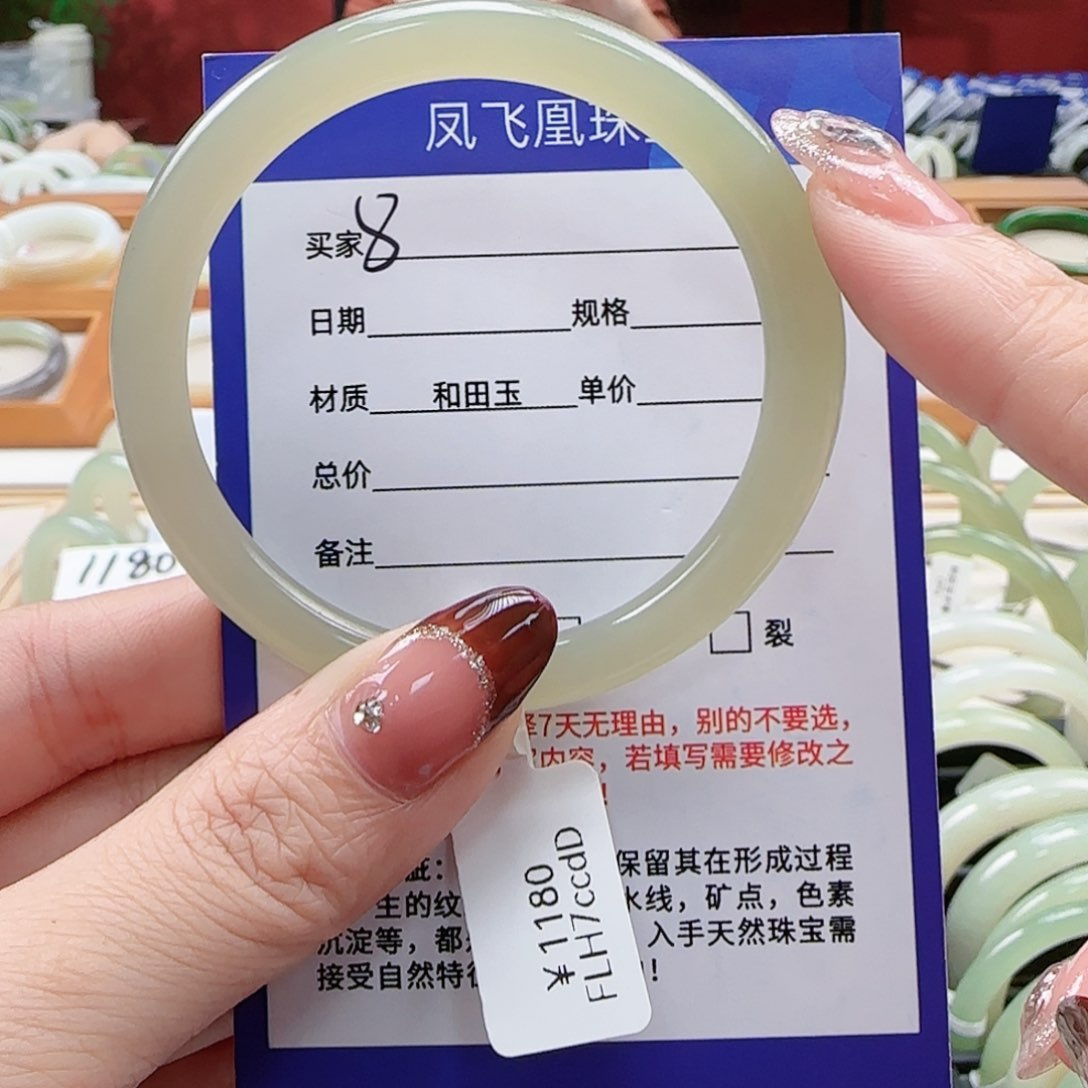 凤飞凰珠
买家 8
日期 规格
材质 和田玉 单价
总价
备注
裂
7天无理由，别的不要选，
内容，若填写需要修改之
！
：保留其在形成过程
生的纹 水线，矿点，色素
沉淀等，都 入手天然珠宝需
接受自然特 ！
1180
¥1180
FLH7ccdD